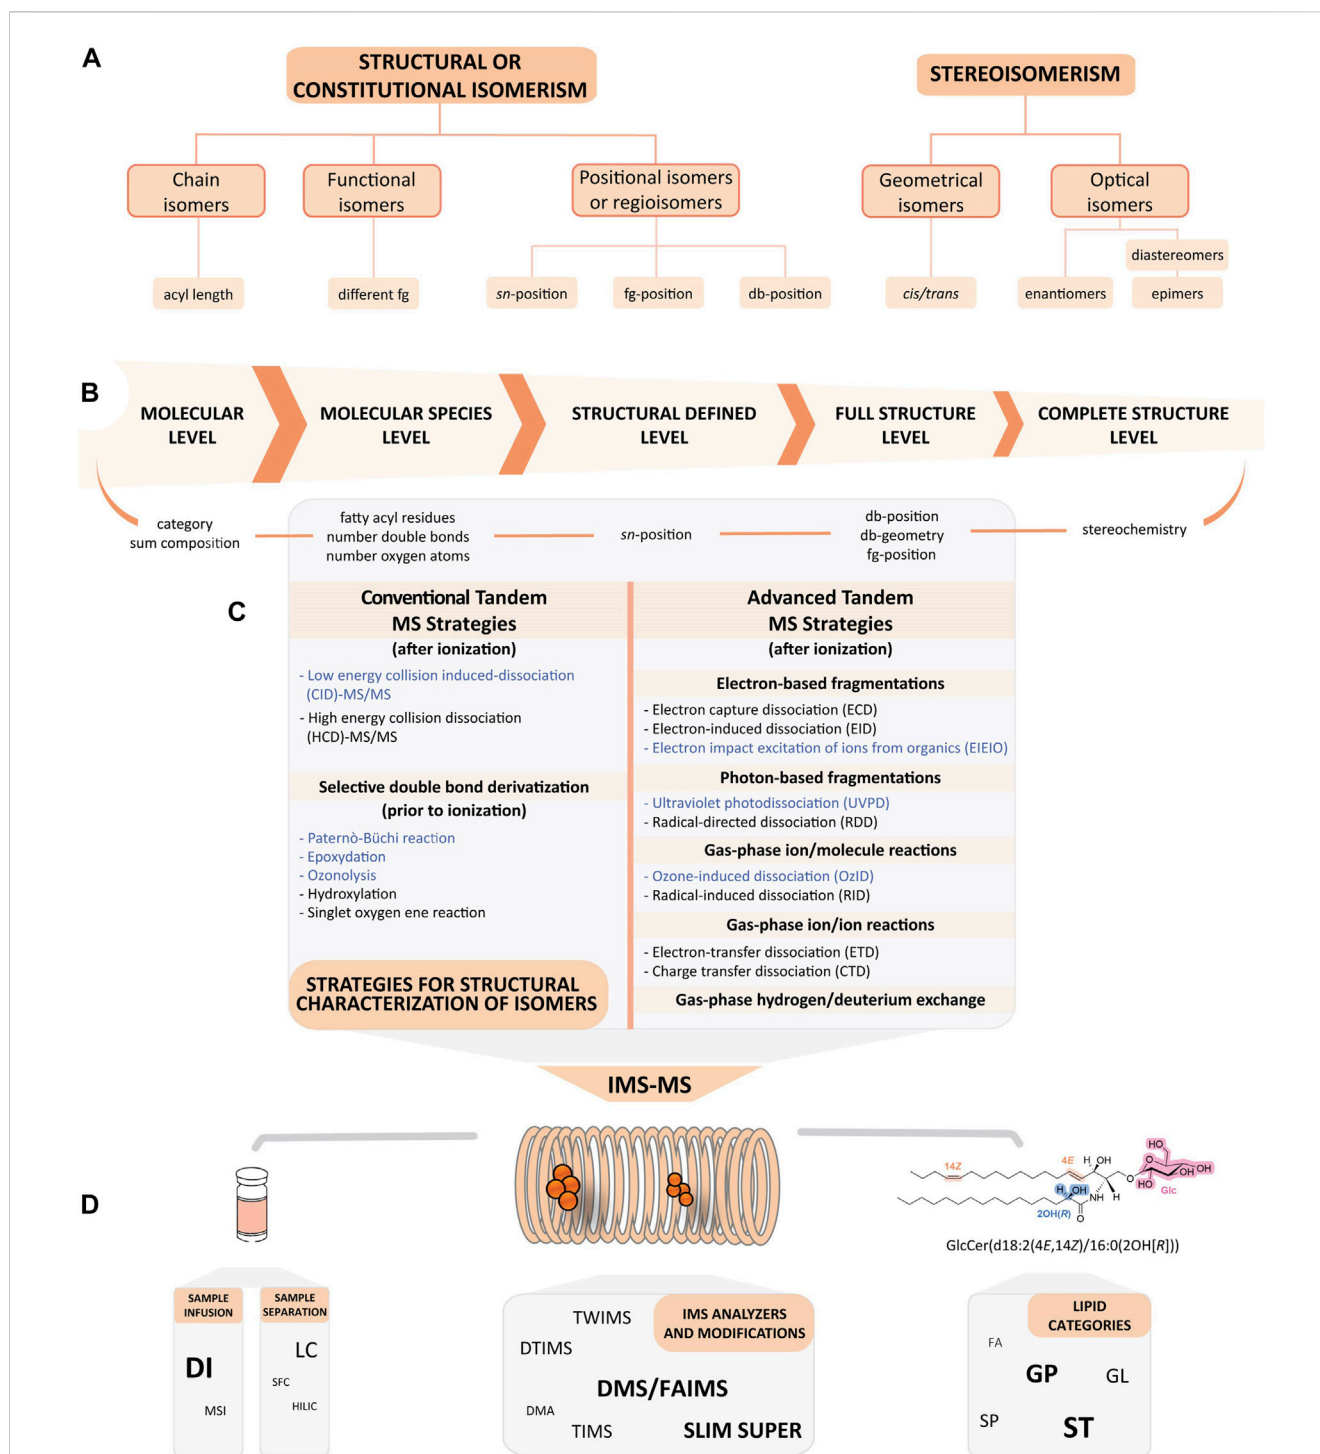 A
STRUCTURAL OR
CONSTITUTIONAL ISOMERISM
STEREOISOMERISM
Chain
isomers
Functional
isomers
Positional isomers
or regioisomers
Geometrical
isomers
Optical
isomers
diastereomers
acyl length
different fg
sn-position
fg-position
db-position
cis/trans
enantiomers
epimers
B
MOLECULAR
LEVEL
MOLECULAR SPECIES
LEVEL
STRUCTURAL DEFINED
LEVEL
FULL STRUCTURE
LEVEL
COMPLETE STRUCTURE
LEVEL
category
sum composition
fatty acyl residues
number double bonds
number oxygen atoms
sn-position
db-position
db-geometry
fg-position
stereochemistry
C
Conventional Tandem
MS Strategies
(after ionization)
- Low energy collision induced-dissociation
(CID)-MS/MS
- High energy collision dissociation
(HCD)-MS/MS
Selective double bond derivatization
(prior to ionization)
- Paternò-Büchi reaction
- Epoxydation
- Ozonolysis
- Hydroxylation
- Singlet oxygen ene reaction
STRATEGIES FOR STRUCTURAL
CHARACTERIZATION OF ISOMERS
Advanced Tandem
MS Strategies
(after ionization)
Electron-based fragmentations
- Electron capture dissociation (ECD)
- Electron-induced dissociation (EID)
- Electron impact excitation of ions from organics (EIEIO)
Photon-based fragmentations
- Ultraviolet photodissociation (UVPD)
- Radical-directed dissociation (RDD)
Gas-phase ion/molecule reactions
- Ozone-induced dissociation (OzID)
- Radical-induced dissociation (RID)
Gas-phase ion/ion reactions
- Electron-transfer dissociation (ETD)
- Charge transfer dissociation (CTD)
Gas-phase hydrogen/deuterium exchange
IMS-MS
D
14Z
4E
H OH
HO
O
OH
OH
HO
O
Glc
H
H OH
NH
2OH(R)
O
GlcCer(d18:2(4E,14Z)/16:0(2OH[R]))
SAMPLE
INFUSION
DI
MSI
SAMPLE
SEPARATION
LC
SFC
HILIC
IMS ANALYZERS
AND MODIFICATIONS
TWIMS
DTIMS
DMS/FAIMS
DMA
TIMS
SLIM SUPER
LIPID
CATEGORIES
FA
GP
GL
SP
ST